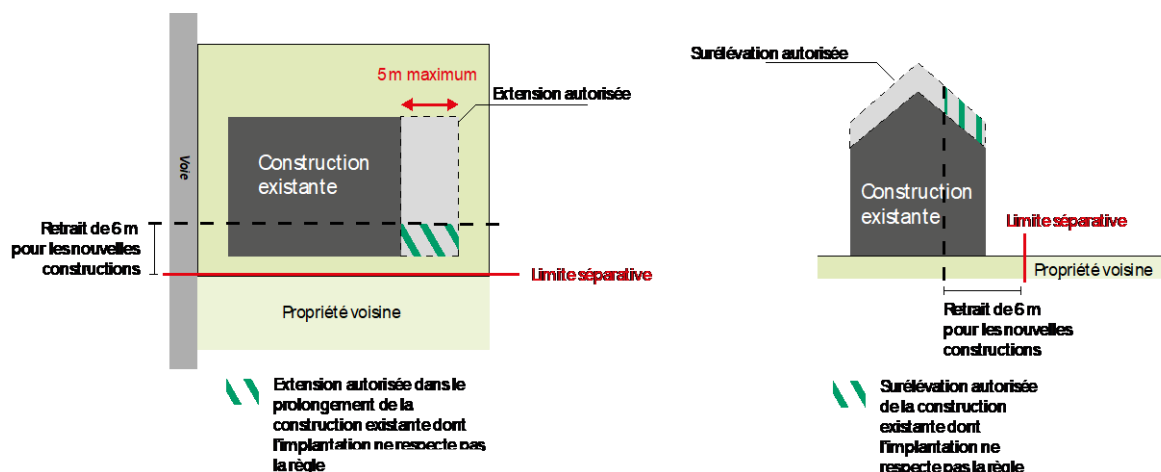 5 m maximum
Extension autorisée
Voie
Construction
existante
Retrait de 6 m
pour les nouvelles
constructions
Limite séparative
Propriété voisine
Extension autorisée dans le
prolongement de la
construction existante dont
l'implantation ne respecte pas
la règle
Surélévation autorisée
Construction
existante
Limite séparative
Propriété voisine
Retrait de 6 m
pour les nouvelles
constructions
Surélévation autorisée
de la construction
existante dont
l'implantation ne
respecte pas la règle